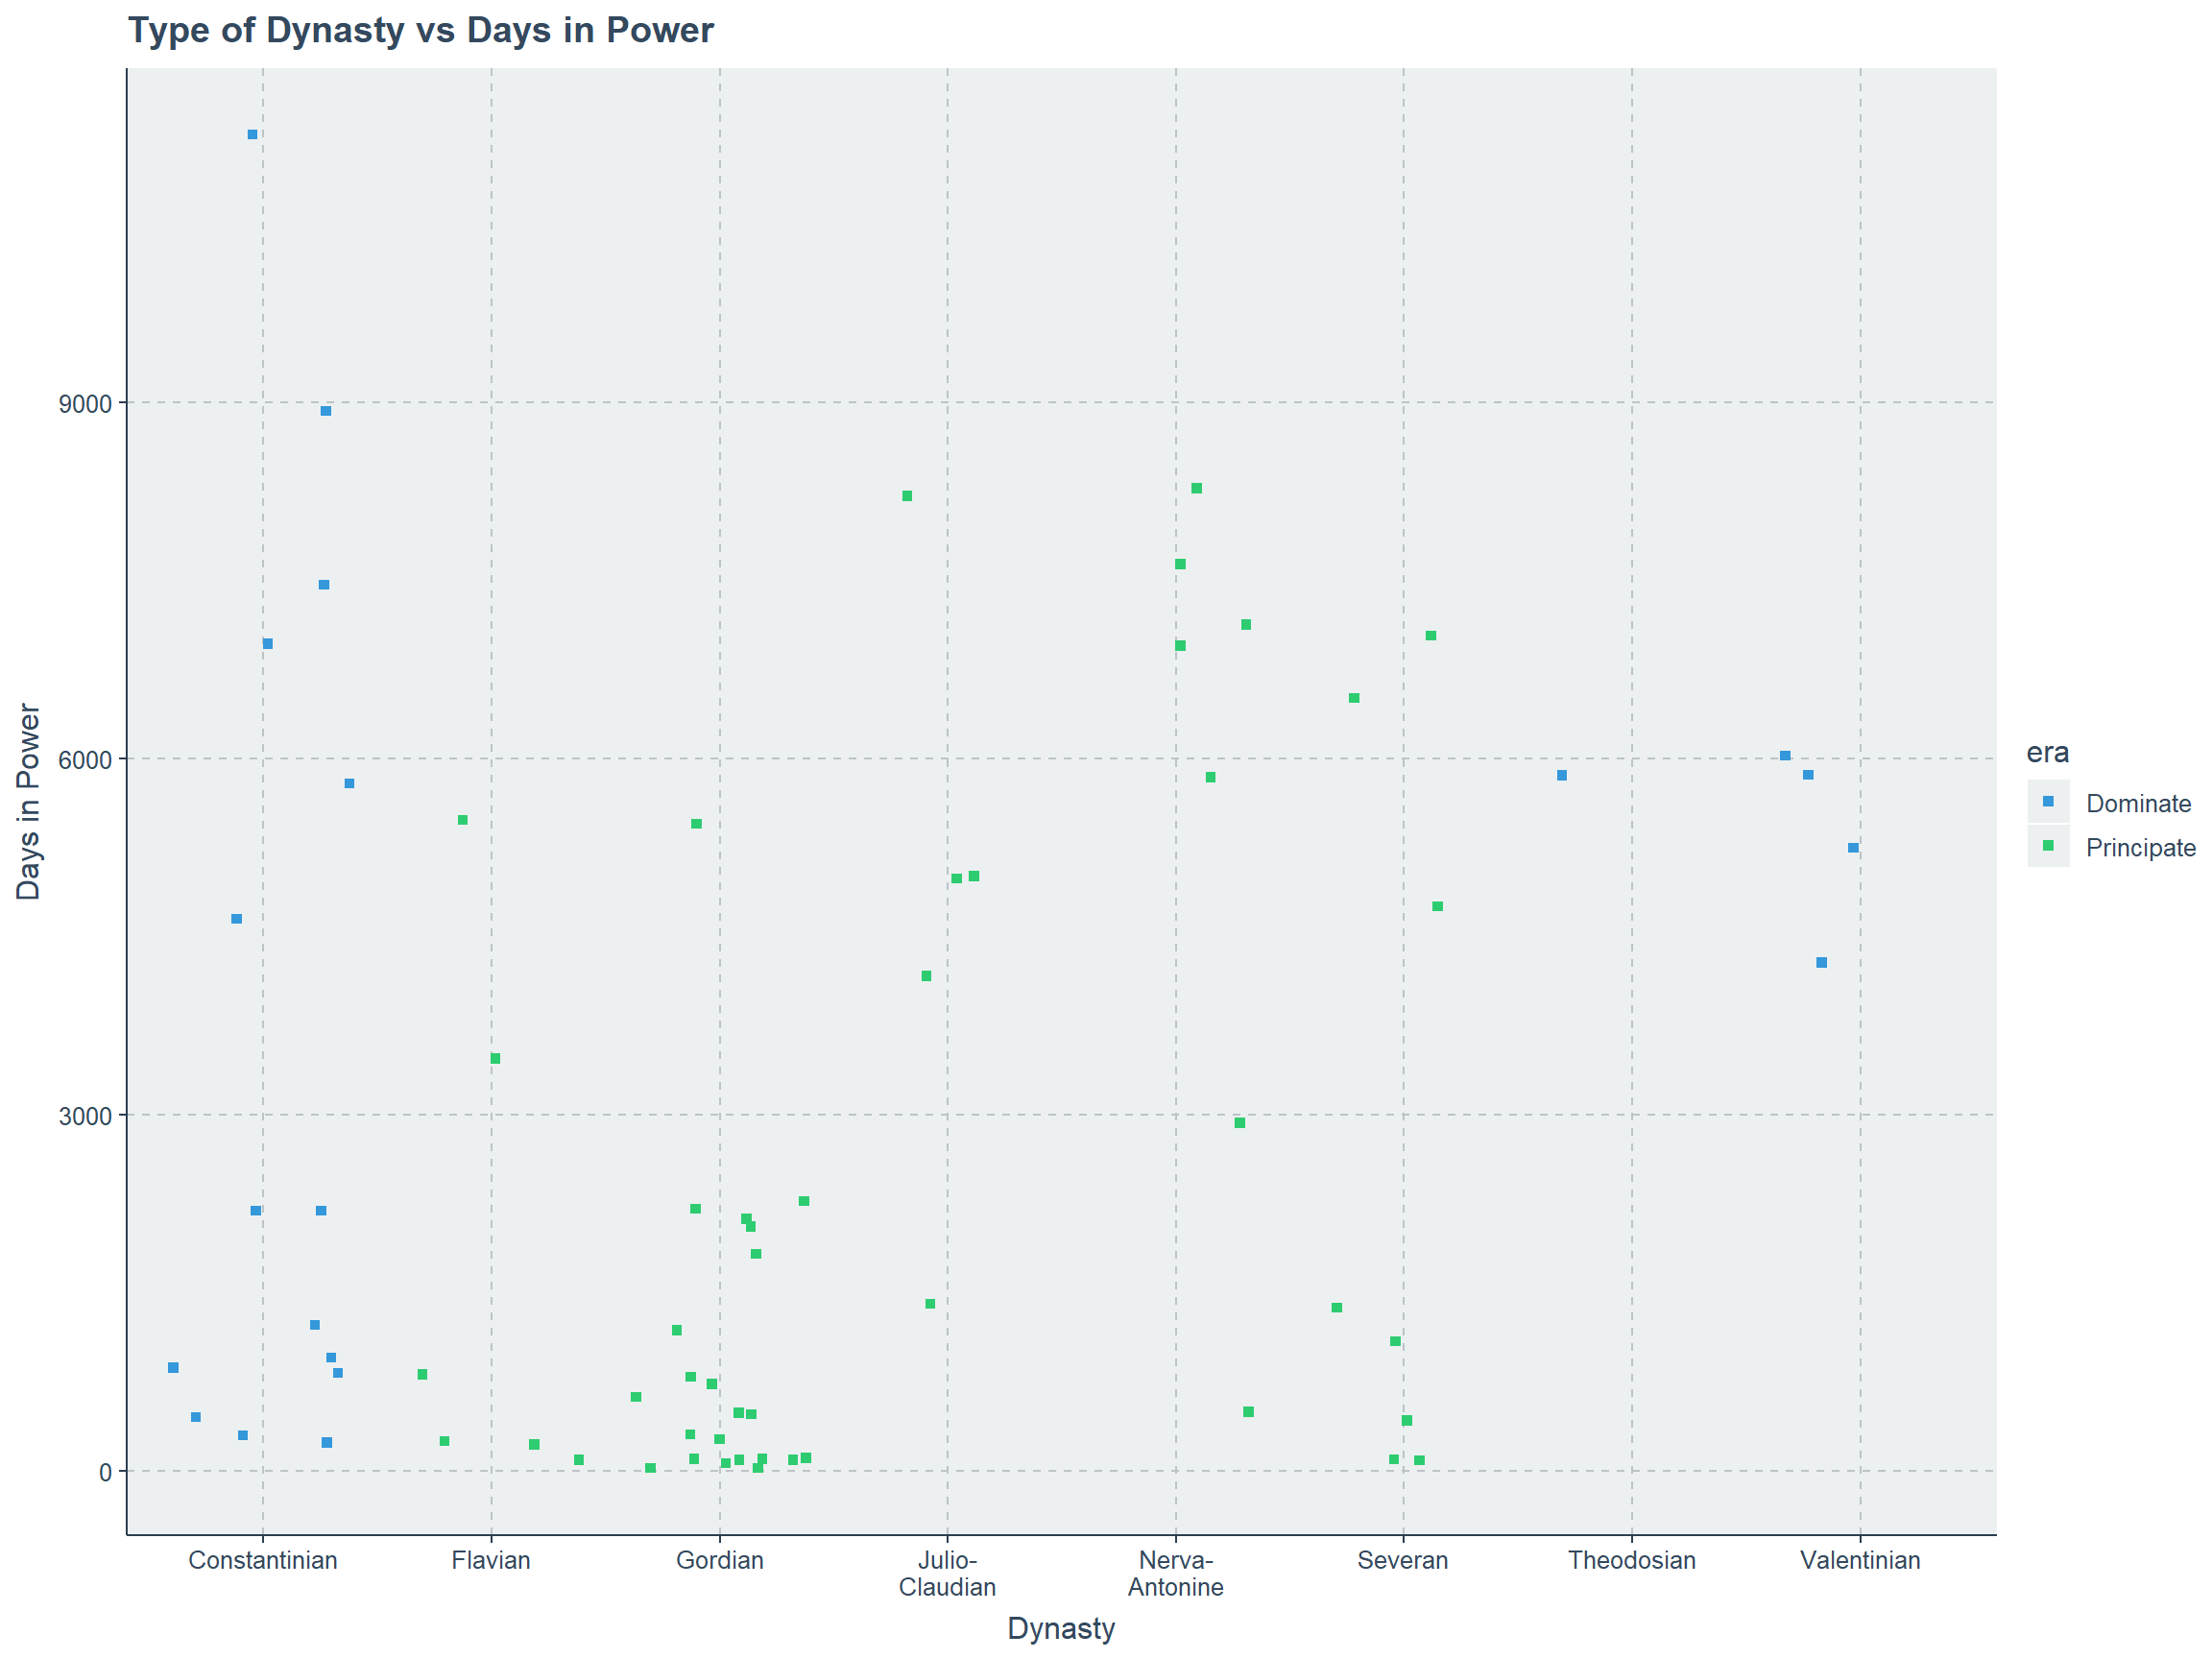 Type of Dynasty vs Days in Power
Days in Power
9000
6000
3000
0
Constantinian
Flavian
Gordian
Julio-
Claudian
Nerva-
Antonine
Severan
Theodosian
Valentinian
Dynasty
era
Dominate
Principate